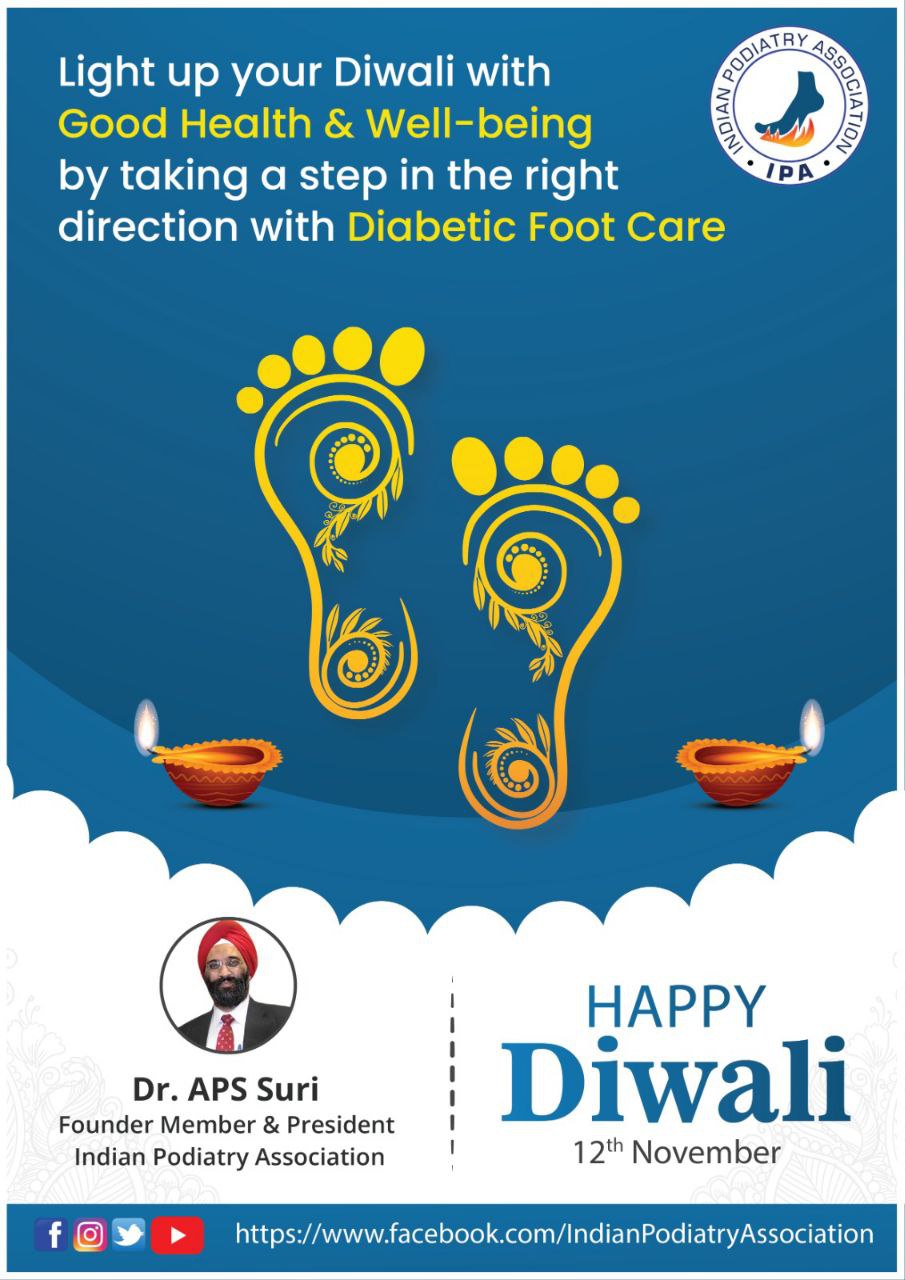 Light up your Diwali with
Good Health & Well-being
by taking a step in the right
direction with Diabetic Foot Care
INDIAN PODIATRY ASSOCIATION
• IPA •
Dr. APS Suri
Founder Member & President
Indian Podiatry Association
HAPPY
Diwali
12th November
https://www.facebook.com/IndianPodiatryAssociation